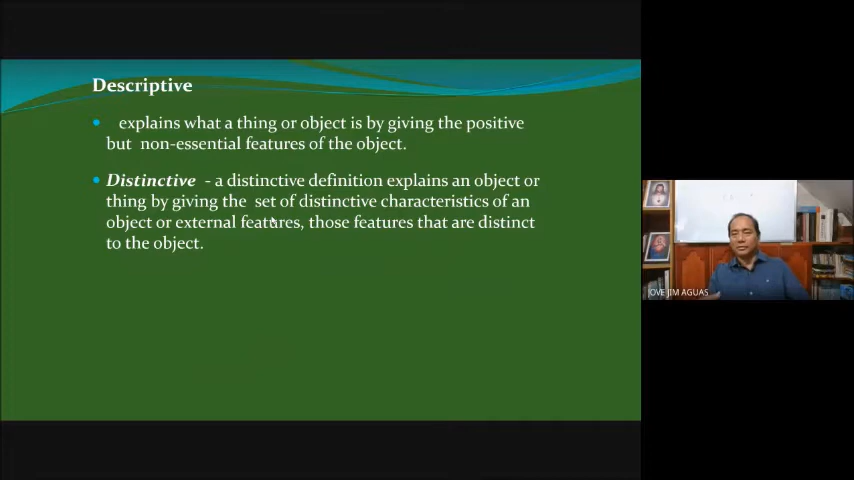 Descriptive
explains what a thing or object is by giving the positive
but non-essential features of the object.
Distinctive - a distinctive definition explains an object or
thing by giving the set of distinctive characteristics of an
object or external features, those features that are distinct
to the object.
JOVE JIM AGUAS